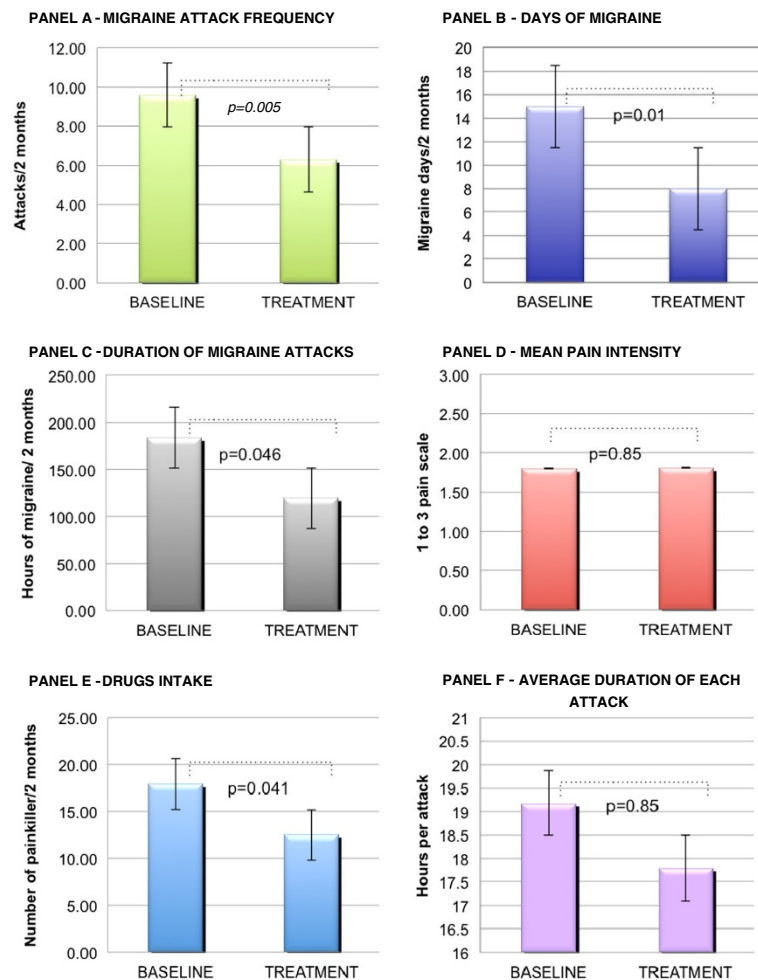 PANEL A - MIGRAINE ATTACK FREQUENCY
Attacks/2 months
12.00
10.00
8.00
6.00
4.00
2.00
0.00
p=0.005
BASELINE TREATMENT
PANEL B - DAYS OF MIGRAINE
Migraine days/2 months
20
18
16
14
12
10
8
6
4
2
0
p=0.01
BASELINE TREATMENT
PANEL C - DURATION OF MIGRAINE ATTACKS
Hours of migraine/ 2 months
250.00
200.00
150.00
100.00
50.00
0.00
p=0.046
BASELINE TREATMENT
PANEL D - MEAN PAIN INTENSITY
1 to 3 pain scale
3.00
2.50
2.00
1.50
1.00
0.50
0.00
p=0.85
BASELINE TREATMENT
PANEL E - DRUGS INTAKE
Number of painkiller/2 months
25.00
20.00
15.00
10.00
5.00
0.00
p=0.041
BASELINE TREATMENT
PANEL F - AVERAGE DURATION OF EACH
ATTACK
Hours per attack
21
20.5
20
19.5
19
18.5
18
17.5
17
16.5
16
p=0.85
BASELINE TREATMENT